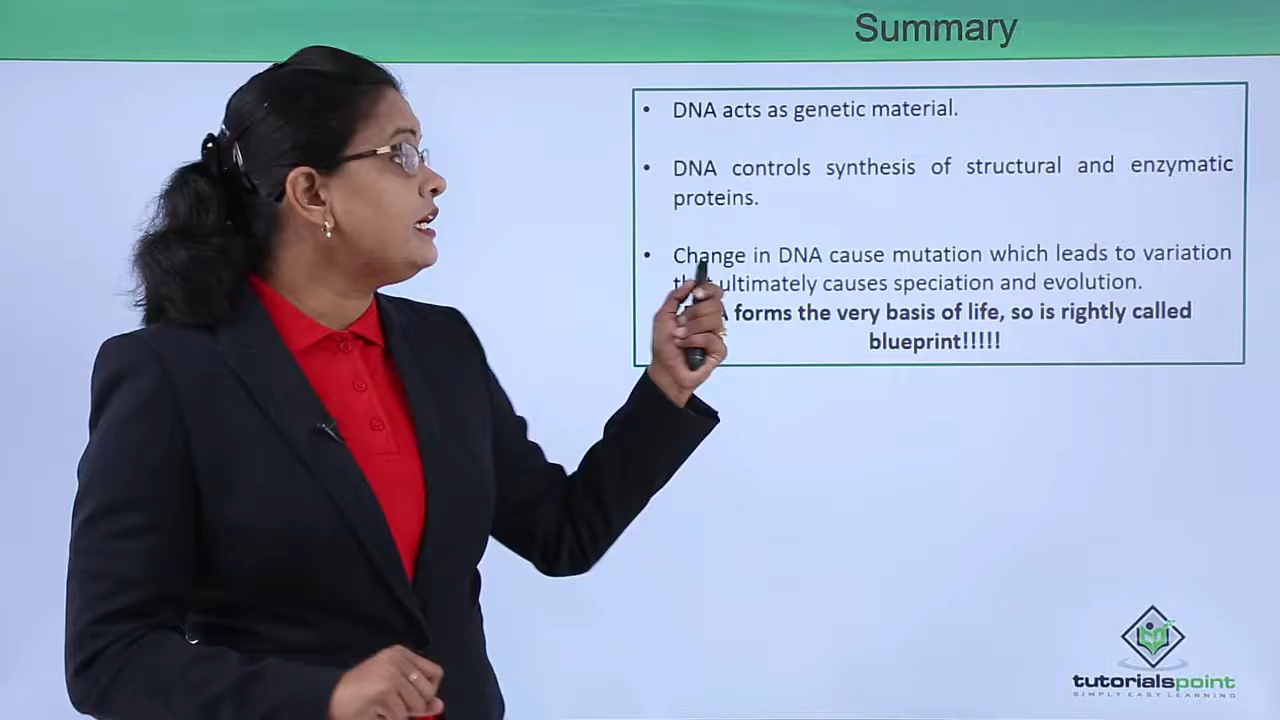 Summary
• DNA acts as genetic material.
• DNA controls synthesis of structural and enzymatic
proteins.
• Change in DNA cause mutation which leads to variation
ultimately causes speciation and evolution.
forms the very basis of life, so is rightly called
blueprint!!!!!
tutorialspoint
SIMPLY EASY LEARNING